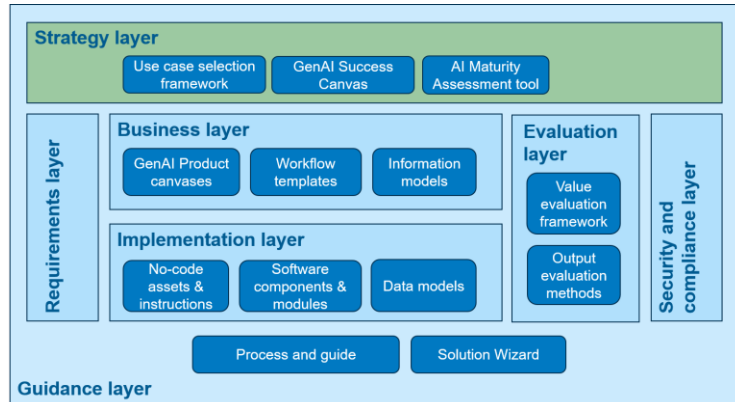 Strategy layer
Use case selection
framework
GenAI Success
Canvas
AI Maturity
Assessment tool
Requirements layer
Business layer
GenAI Product
canvases
Workflow
templates
Information
models
Implementation layer
No-code
assets &
instructions
Software
components &
modules
Data models
Evaluation
layer
Value
evaluation
framework
Output
evaluation
methods
Security and
compliance layer
Process and guide
Solution Wizard
Guidance layer